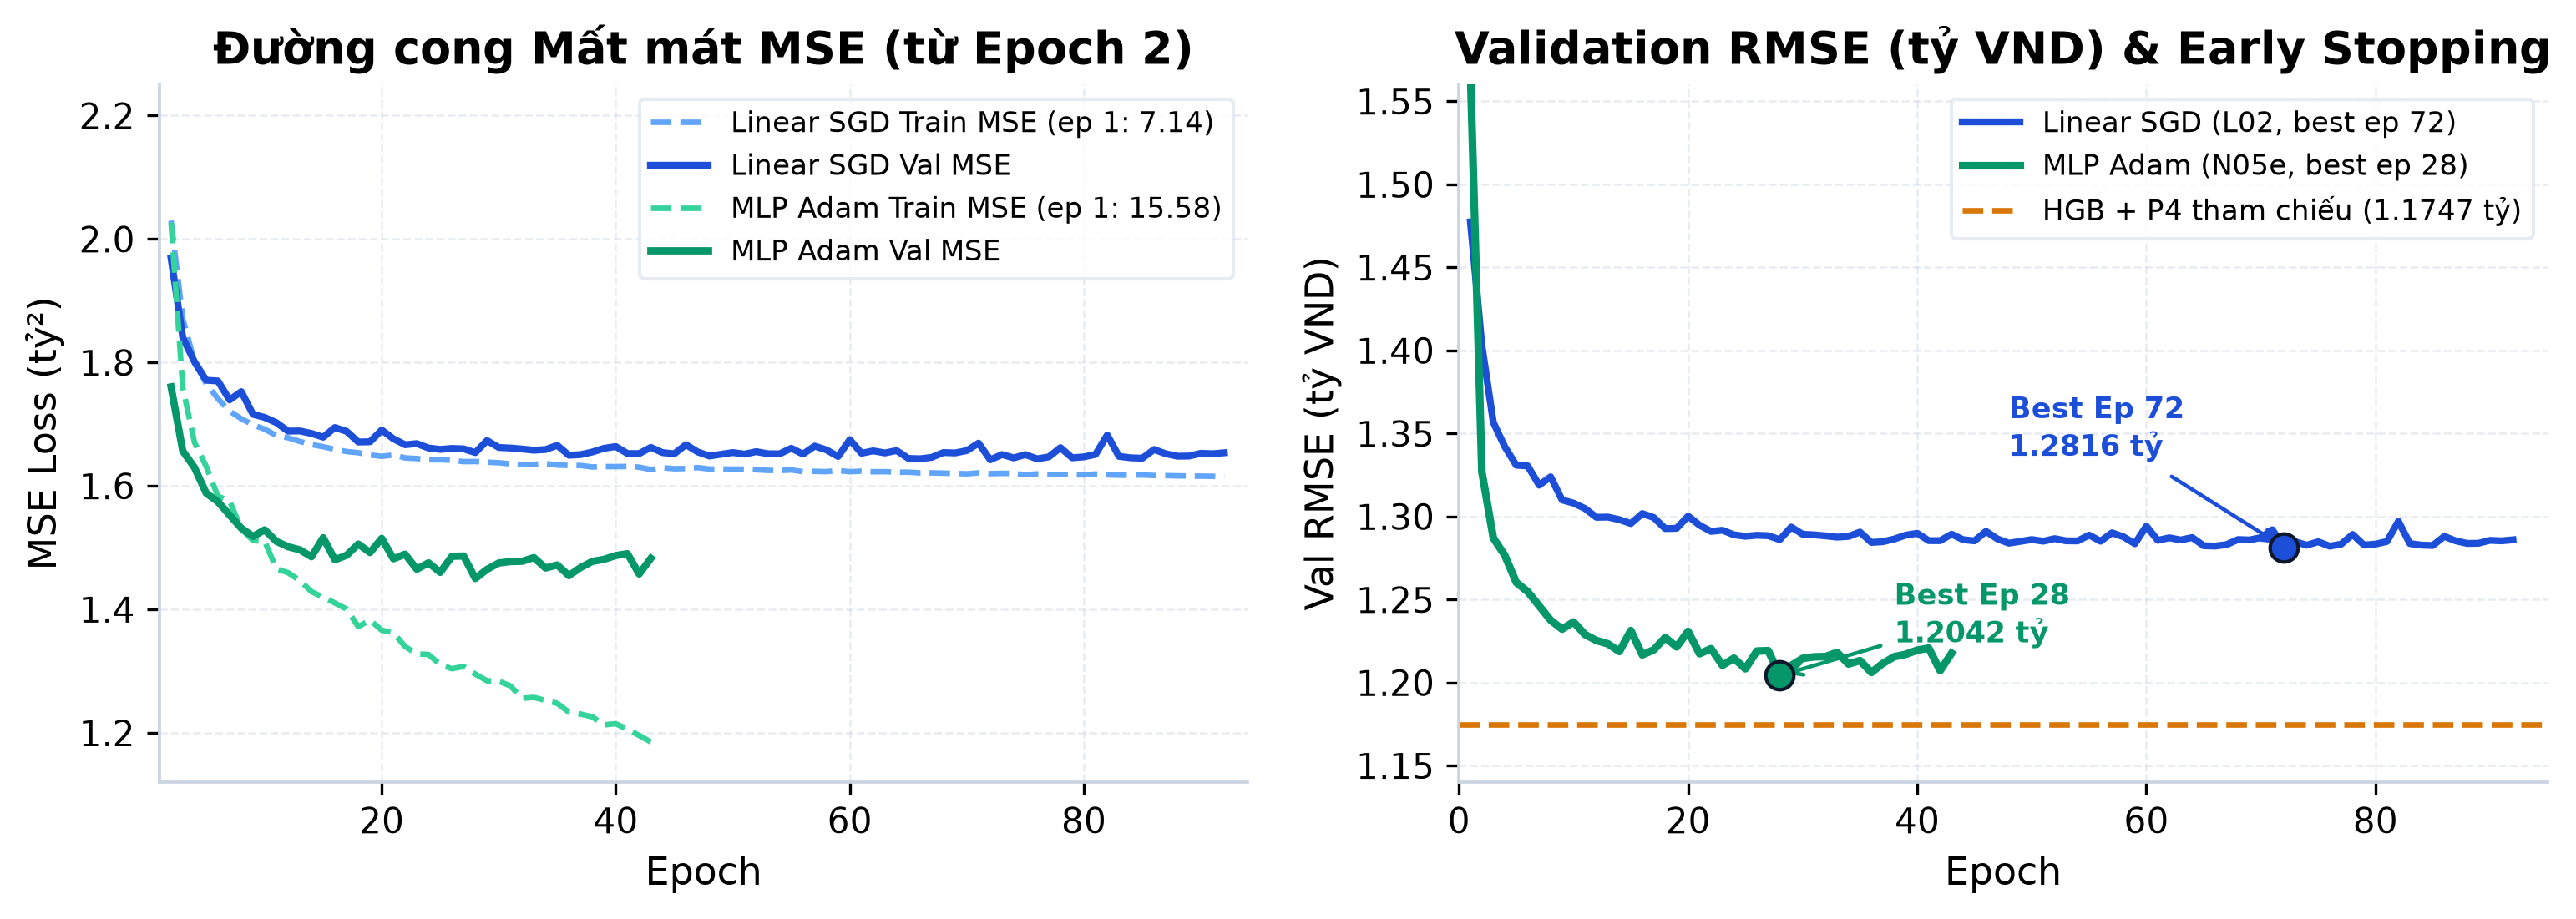 Đường cong Mất mát MSE (từ Epoch 2)
MSE Loss (tỷ²)
2.2
2.0
1.8
1.6
1.4
1.2
Linear SGD Train MSE (ep 1: 7.14)
Linear SGD Val MSE
MLP Adam Train MSE (ep 1: 15.58)
MLP Adam Val MSE
20 40 60 80
Epoch
Validation RMSE (tỷ VND) & Early Stopping
Val RMSE (tỷ VND)
1.55
1.50
1.45
1.40
1.35
1.30
1.25
1.20
1.15
Linear SGD (L02, best ep 72)
MLP Adam (N05e, best ep 28)
HGB + P4 tham chiếu (1.1747 tỷ)
Best Ep 72
1.2816 tỷ
Best Ep 28
1.2042 tỷ
0 20 40 60 80
Epoch